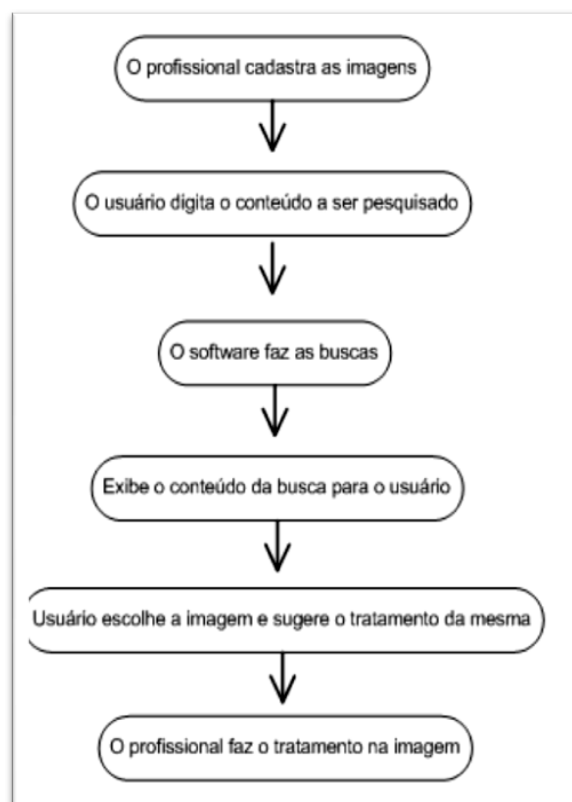 O profissional cadastra as imagens
O usuário digita o conteúdo a ser pesquisado
O software faz as buscas
Exibe o conteúdo da busca para o usuário
Usuário escolhe a imagem e sugere o tratamento da mesma
O profissional faz o tratamento na imagem